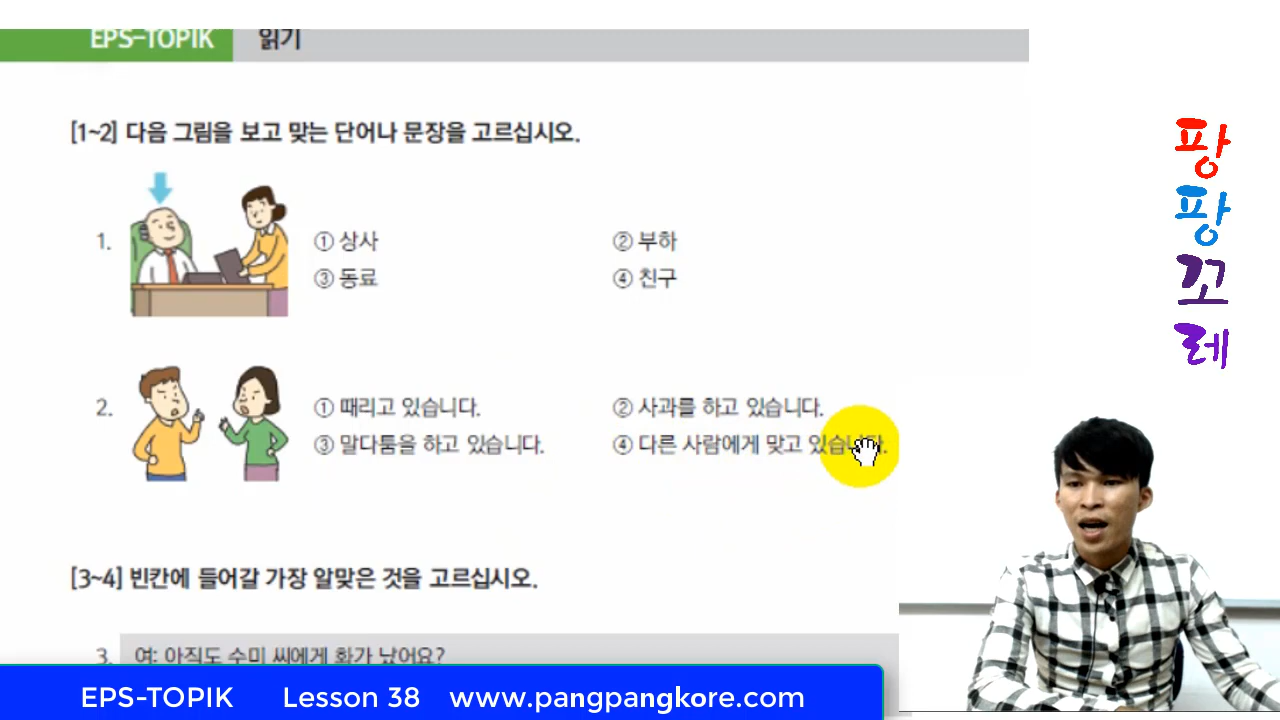 EPS-TOPIK 읽기
[1~2] 다음 그림을 보고 맞는 단어나 문장을 고르십시오.
1. ① 상사 ② 부하
③ 동료 ④ 친구
2. ① 때리고 있습니다. ② 사과를 하고 있습니다.
③ 말다툼을 하고 있습니다. ④ 다른 사람에게 맞고 있습니다.
[3~4] 빈칸에 들어갈 가장 알맞은 것을 고르십시오.
3. 여: 아직도 수미 씨에게 화가 났어요?
EPS-TOPIK Lesson 38 www.pangpangkore.com
팡
팡
꼬
레